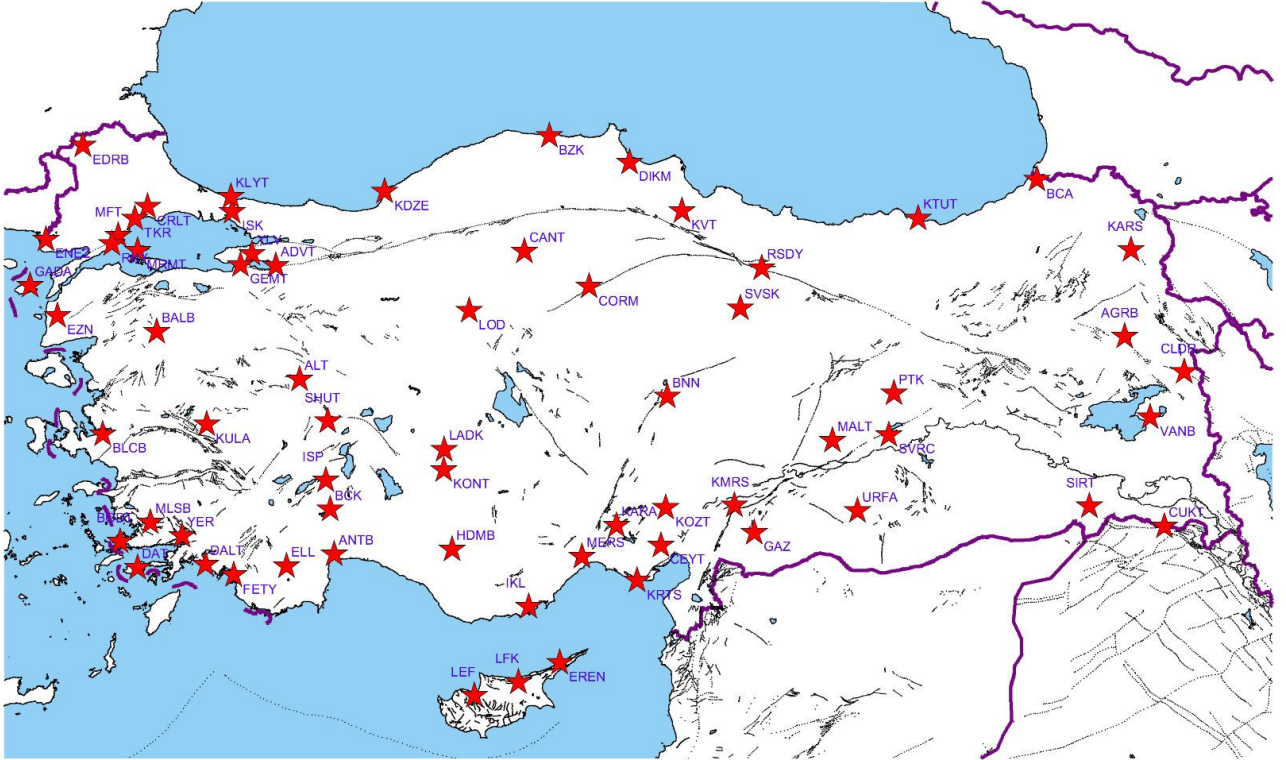 BZK
EDRB
DIKM
BCA
KLYT
KDZE
MFT
CRLT
ISK
KVT
KTUT
TKR
ENEZ
CANT
KARS
ADVT
RSDY
MRMT
GEMT
GADA
CORM
SVSK
EZN
BALB
LOD
AGRB
ALT
CLDR
SHUT
BNN
PTK
KULA
BLCB
LADK
MALT
SVRC
VANB
ISP
KONT
BCK
KMRS
URFA
SIRT
MLSB
KARA
KOZT
CUKT
YER
GAZ
DAT
DALT
ELL
ANTB
HDMB
MERS
CEYT
FETY
IKL
KRTS
LFK
LEF
EREN